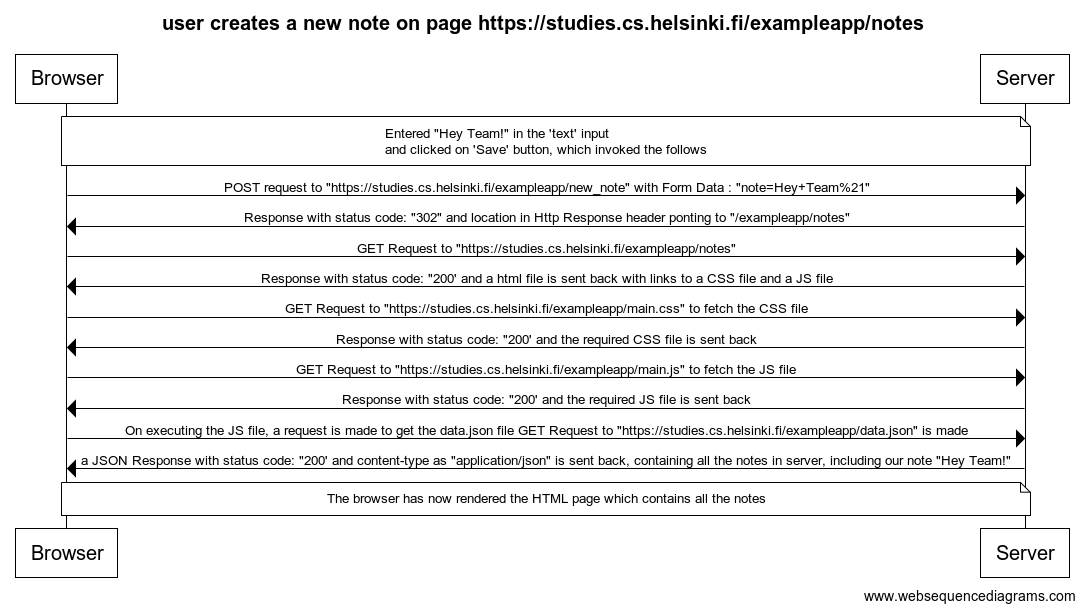 user creates a new note on page https://studies.cs.helsinki.fi/exampleapp/notes
Browser
Server
Entered "Hey Team!" in the 'text' input
and clicked on 'Save' button, which invoked the follows
POST request to "https://studies.cs.helsinki.fi/exampleapp/new_note" with Form Data : "note=Hey+Team%21"
Response with status code: "302" and location in Http Response header ponting to "/exampleapp/notes"
GET Request to "https://studies.cs.helsinki.fi/exampleapp/notes"
Response with status code: "200' and a html file is sent back with links to a CSS file and a JS file
GET Request to "https://studies.cs.helsinki.fi/exampleapp/main.css" to fetch the CSS file
Response with status code: "200' and the required CSS file is sent back
GET Request to "https://studies.cs.helsinki.fi/exampleapp/main.js" to fetch the JS file
Response with status code: "200' and the required JS file is sent back
On executing the JS file, a request is made to get the data.json file GET Request to "https://studies.cs.helsinki.fi/exampleapp/data.json" is made
a JSON Response with status code: "200' and content-type as "application/json" is sent back, containing all the notes in server, including our note "Hey Team!"
The browser has now rendered the HTML page which contains all the notes
Browser
Server
www.websequencediagrams.com